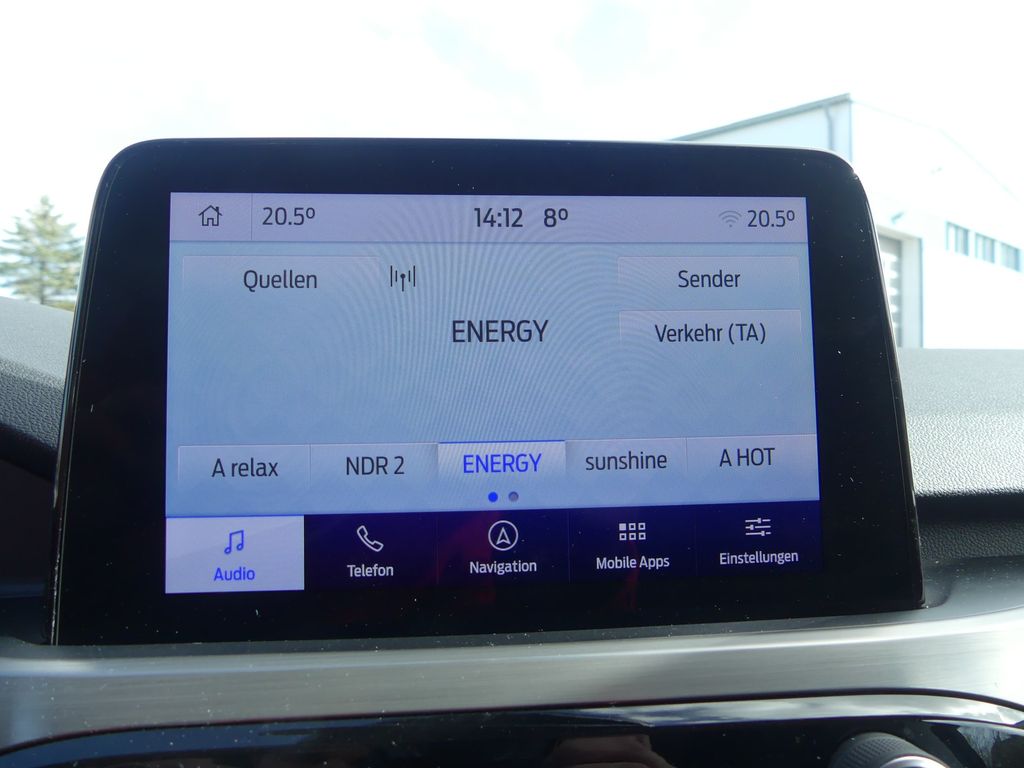 20.5º 14:12 8º 20.5º
Quellen Sender
ENERGY Verkehr (TA)
A relax NDR 2 ENERGY sunshine A HOT
Audio Telefon Navigation Mobile Apps Einstellungen